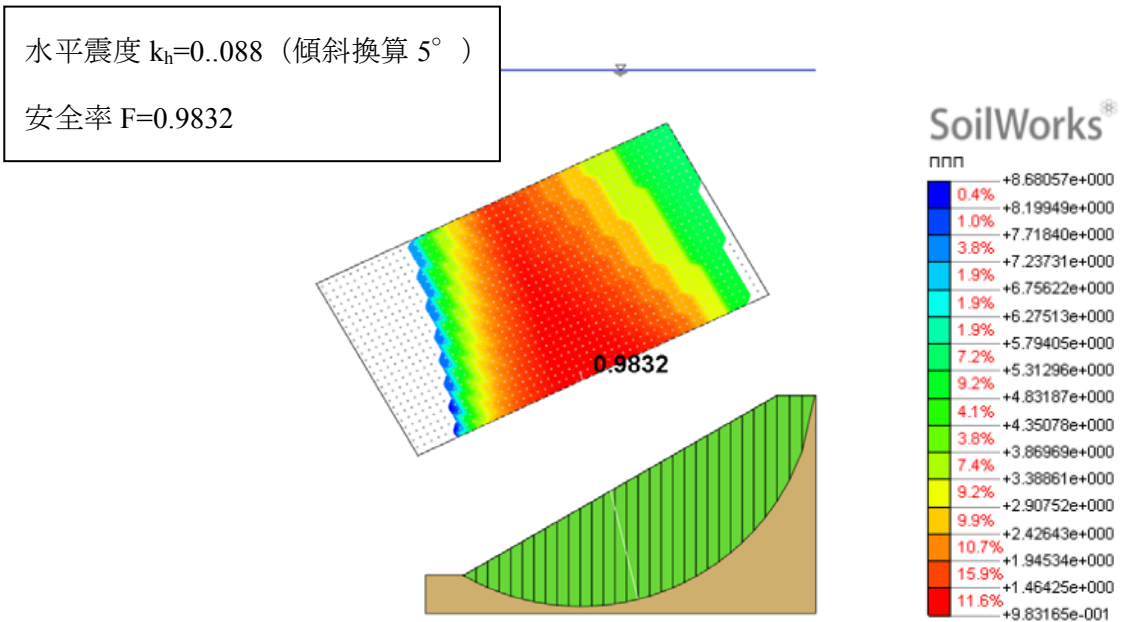 水平震度 kh=0..088（傾斜換算 5°）
安全率 F=0.9832
SoilWorks
ппп
+8.68057e+000
0.4%
+8.19949e+000
1.0%
+7.71840e+000
3.8%
+7.23731e+000
1.9%
+6.75622e+000
1.9%
+6.27513e+000
1.9%
+5.79405e+000
7.2%
+5.31296e+000
9.2%
+4.83187e+000
4.1%
+4.35078e+000
3.8%
+3.86969e+000
7.4%
+3.38861e+000
9.2%
+2.90752e+000
9.9%
+2.42643e+000
10.7%
+1.94534e+000
15.9%
+1.46425e+000
11.6%
+9.83165e-001
0.9832